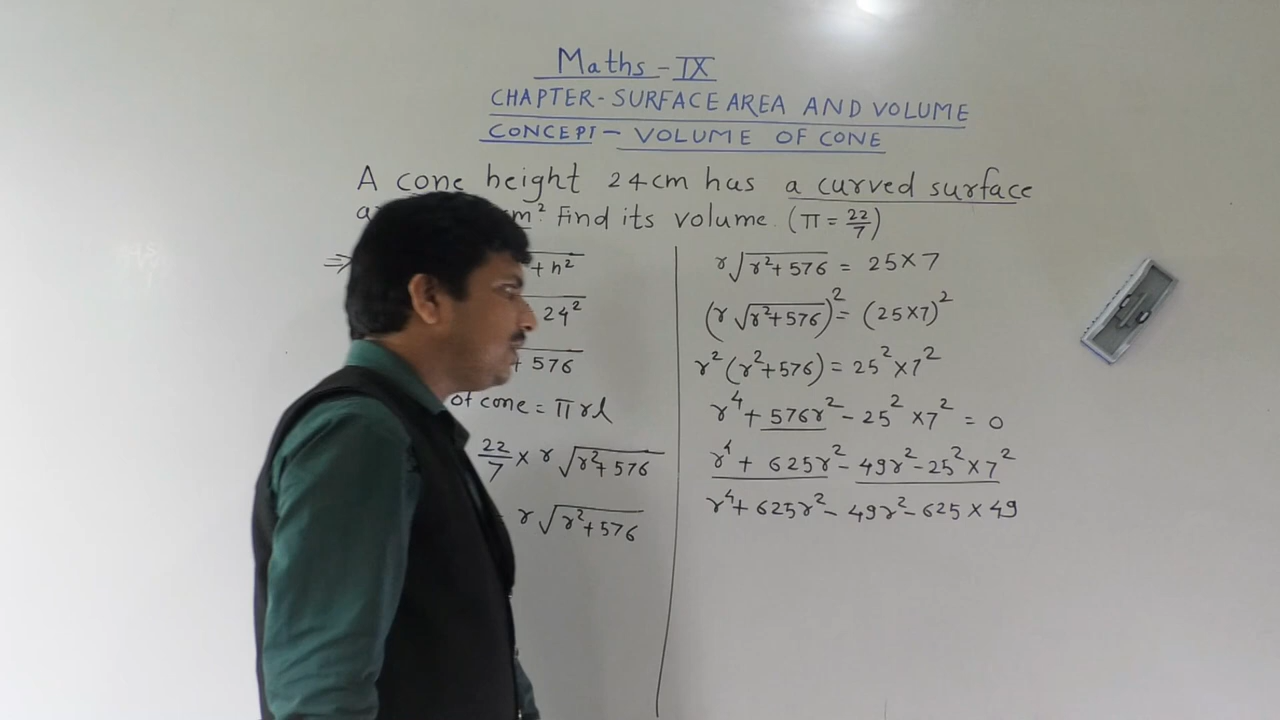 Maths - IX
CHAPTER - SURFACE AREA AND VOLUME
CONCEPT - VOLUME OF CONE
A cone height 24cm has a curved surface
a m². Find its volume. (π = 22/7)
⇒ + h²
24²
+ 576
of cone = πrl
22/7 × r √(r²+576)
r √(r²+576)
r√(r²+576) = 25×7
(r √(r²+576))² = (25×7)²
r²(r²+576) = 25²×7²
r⁴ + 576r² - 25² ×7² = 0
r⁴ + 625r² - 49r² - 25² × 7²
r⁴ + 625r² - 49r² - 625 × 49